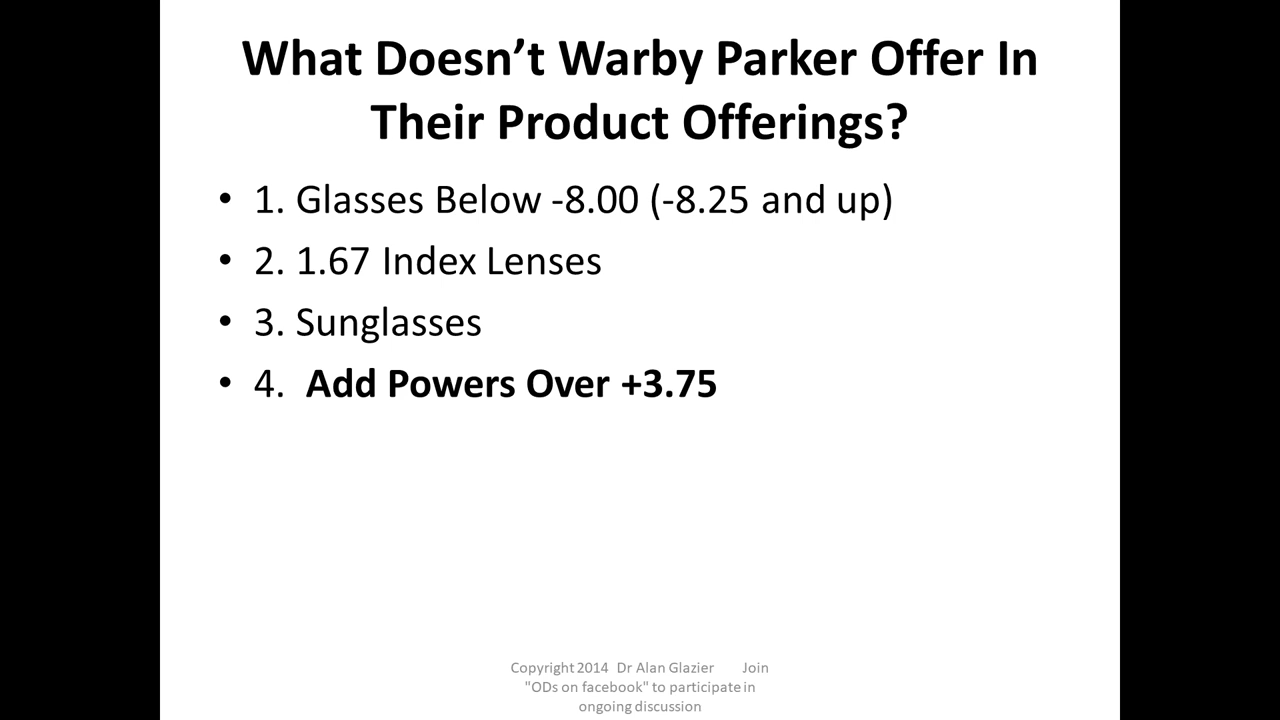 What Doesn’t Warby Parker Offer In
Their Product Offerings?
• 1. Glasses Below -8.00 (-8.25 and up)
• 2. 1.67 Index Lenses
• 3. Sunglasses
• 4. Add Powers Over +3.75
Copyright 2014 Dr Alan Glazier Join
"ODs on facebook" to participate in
ongoing discussion